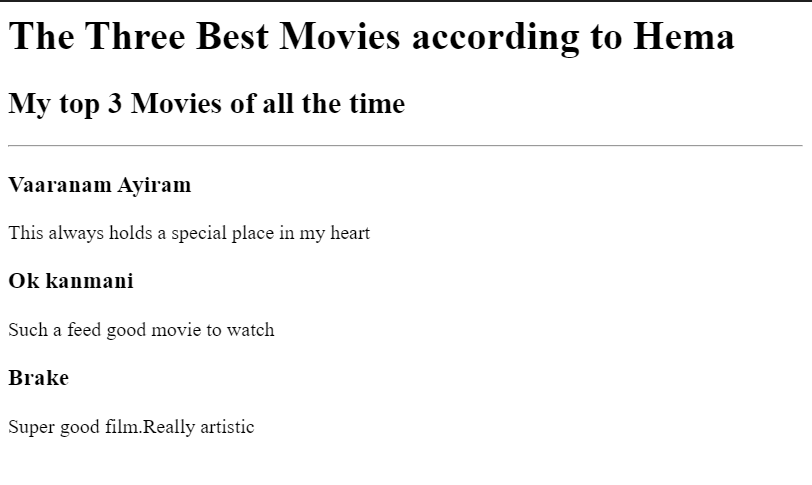 The Three Best Movies according to Hema
My top 3 Movies of all the time
Vaaranam Ayiram
This always holds a special place in my heart
Ok kanmani
Such a feed good movie to watch
Brake
Super good film.Really artistic